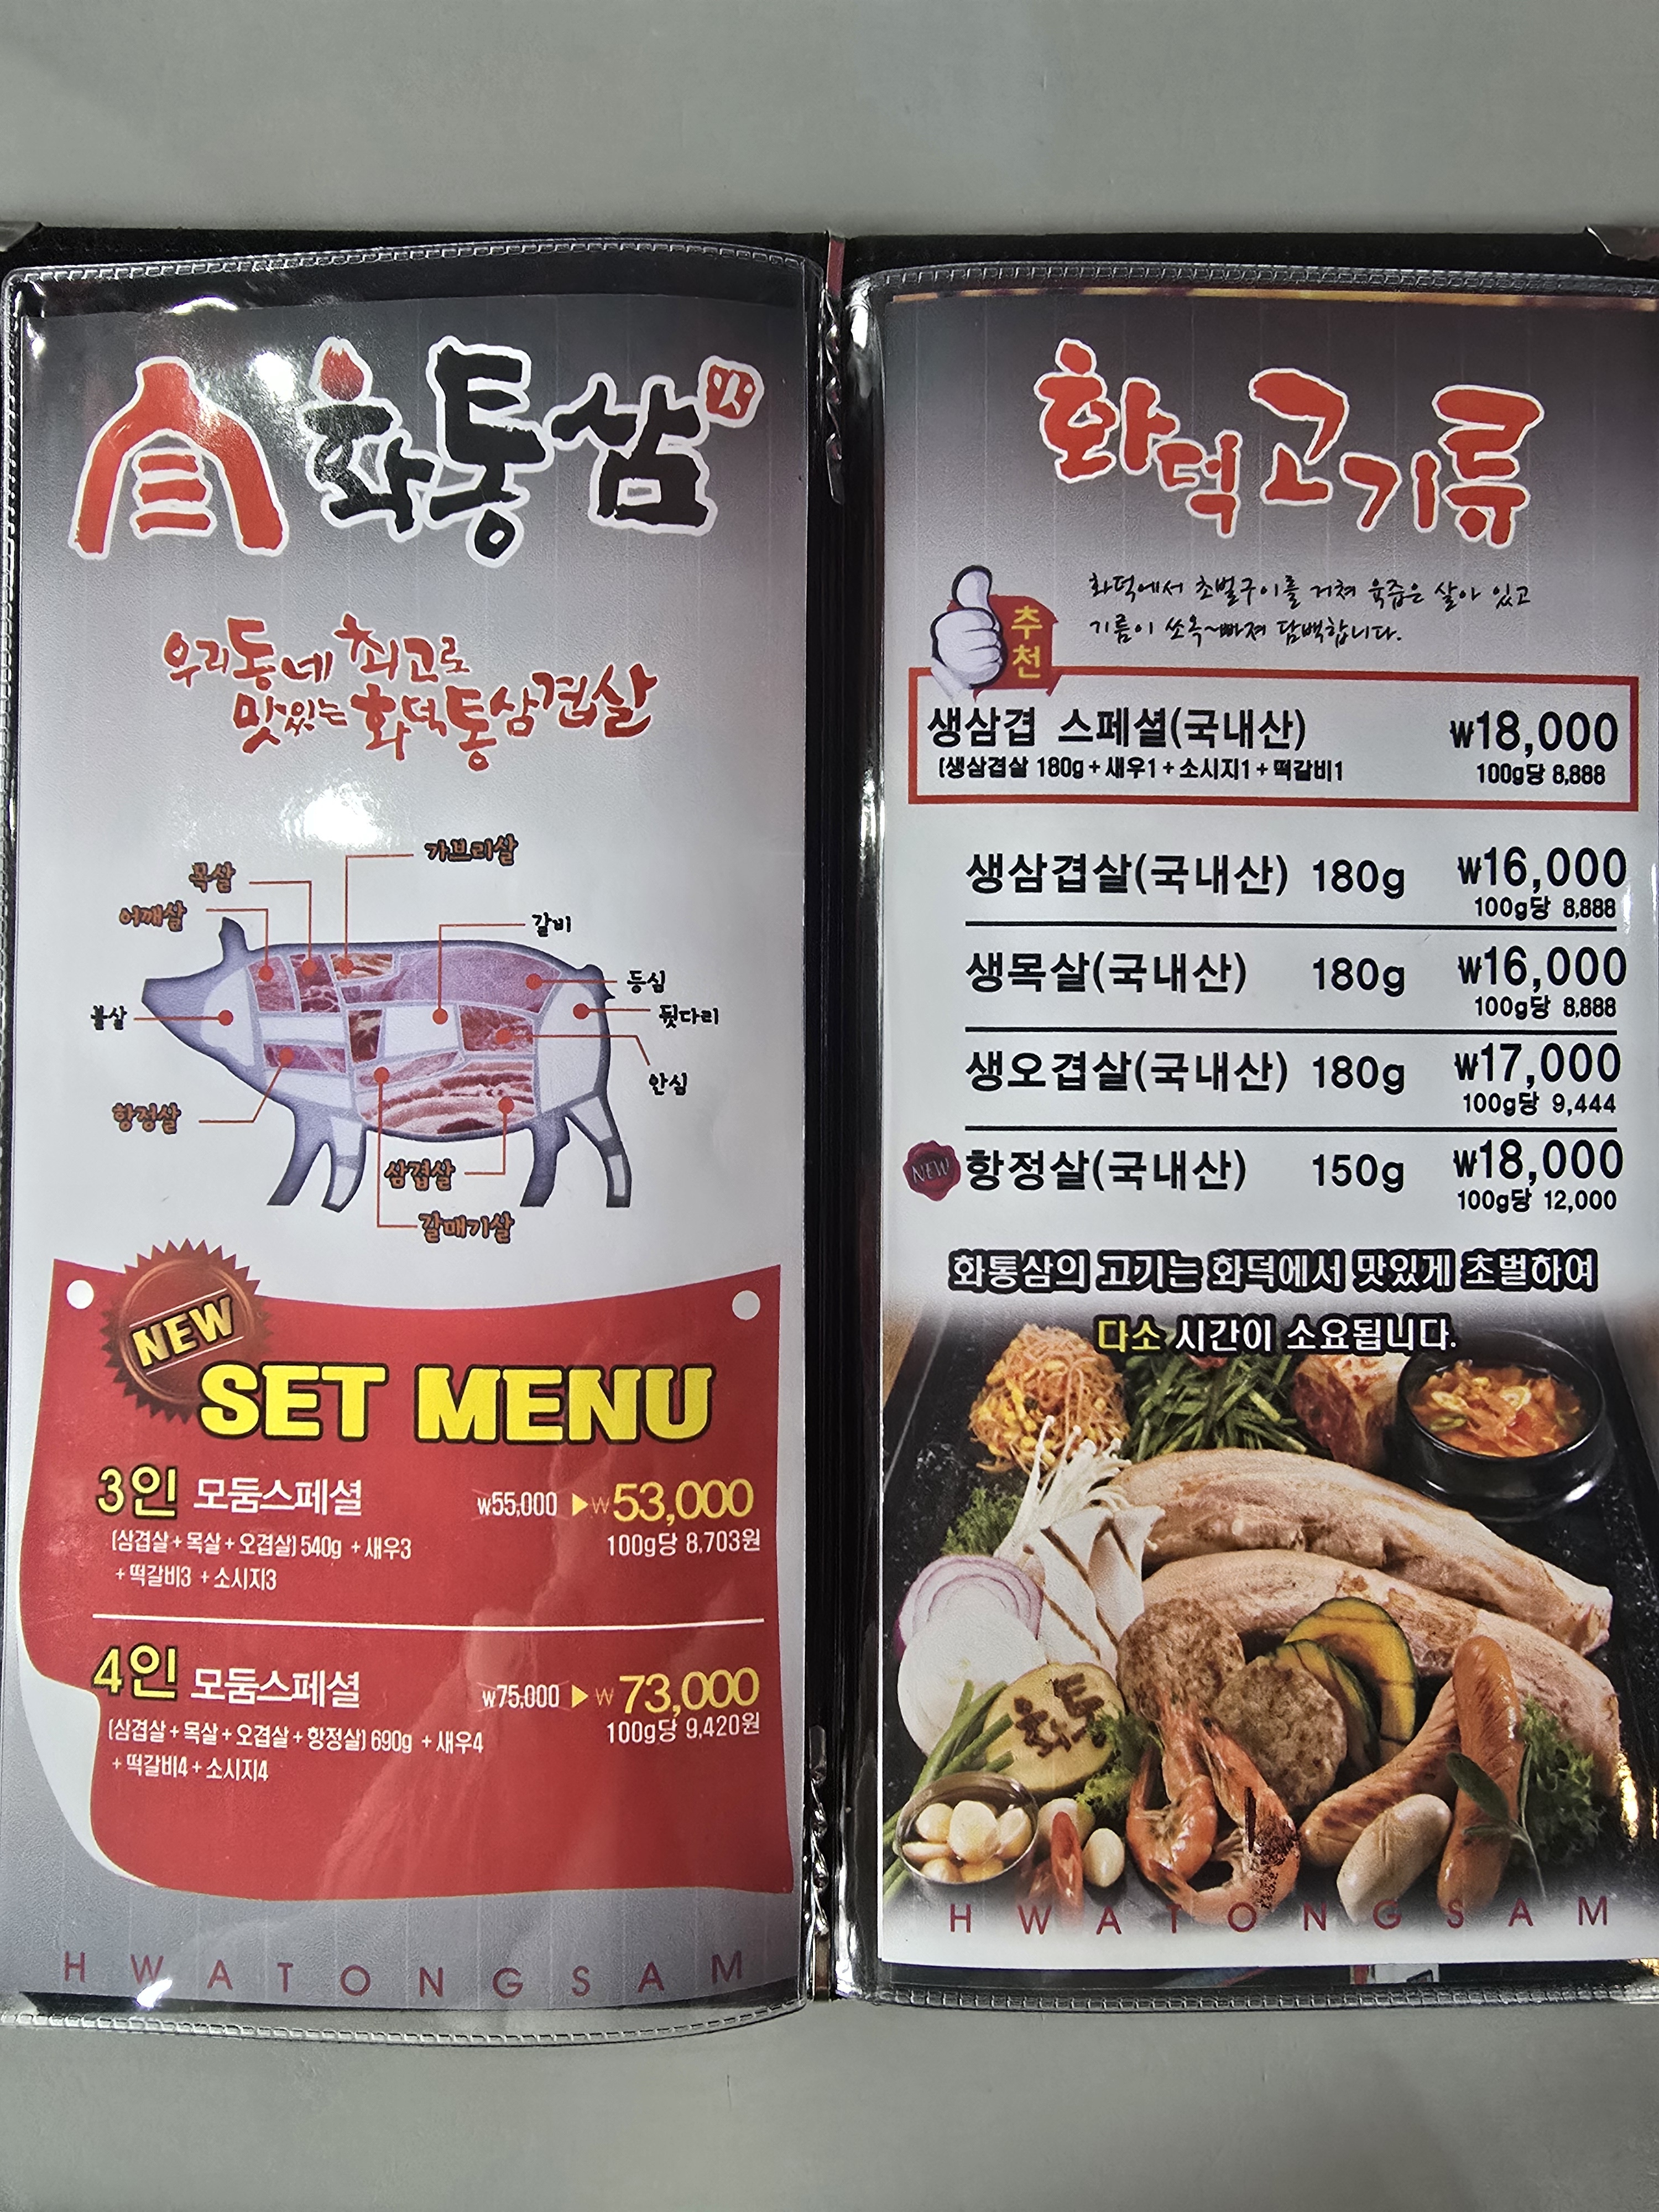 화통삼
우리동네 최고로
맛있는 화덕통삼겹살
가브리살
목살
어깨살
갈비
등심
뒷다리
볼살
안심
항정살
삼겹살
갈매기살
NEW
SET MENU
3인 모둠스페셜 ₩55,000 ▶ ₩53,000
(삼겹살+목살+오겹살) 540g +새우3 100g당 8,703원
+떡갈비3 +소시지3
4인 모둠스페셜 ₩75,000 ▶ ₩73,000
(삼겹살+목살+오겹살+항정살) 690g +새우4 100g당 9,420원
+떡갈비4+소시지4
HWATONGSAM
화덕고기류
추천
화덕에서 초벌구이를 거쳐 육즙은 살아 있고
기름이 쏘옥~빠져 담백합니다.
생삼겹 스페셜(국내산) ₩18,000
(생삼겹살 180g+새우1+소시지1+떡갈비1 100g당 8,888
생삼겹살(국내산) 180g ₩16,000
100g당 8,888
생목살(국내산) 180g ₩16,000
100g당 8,888
생오겹살(국내산) 180g ₩17,000
100g당 9,444
NEW 항정살(국내산) 150g ₩18,000
100g당 12,000
화통삼의 고기는 화덕에서 맛있게 초벌하여
다소 시간이 소요됩니다.
화통
HWATONGSAM